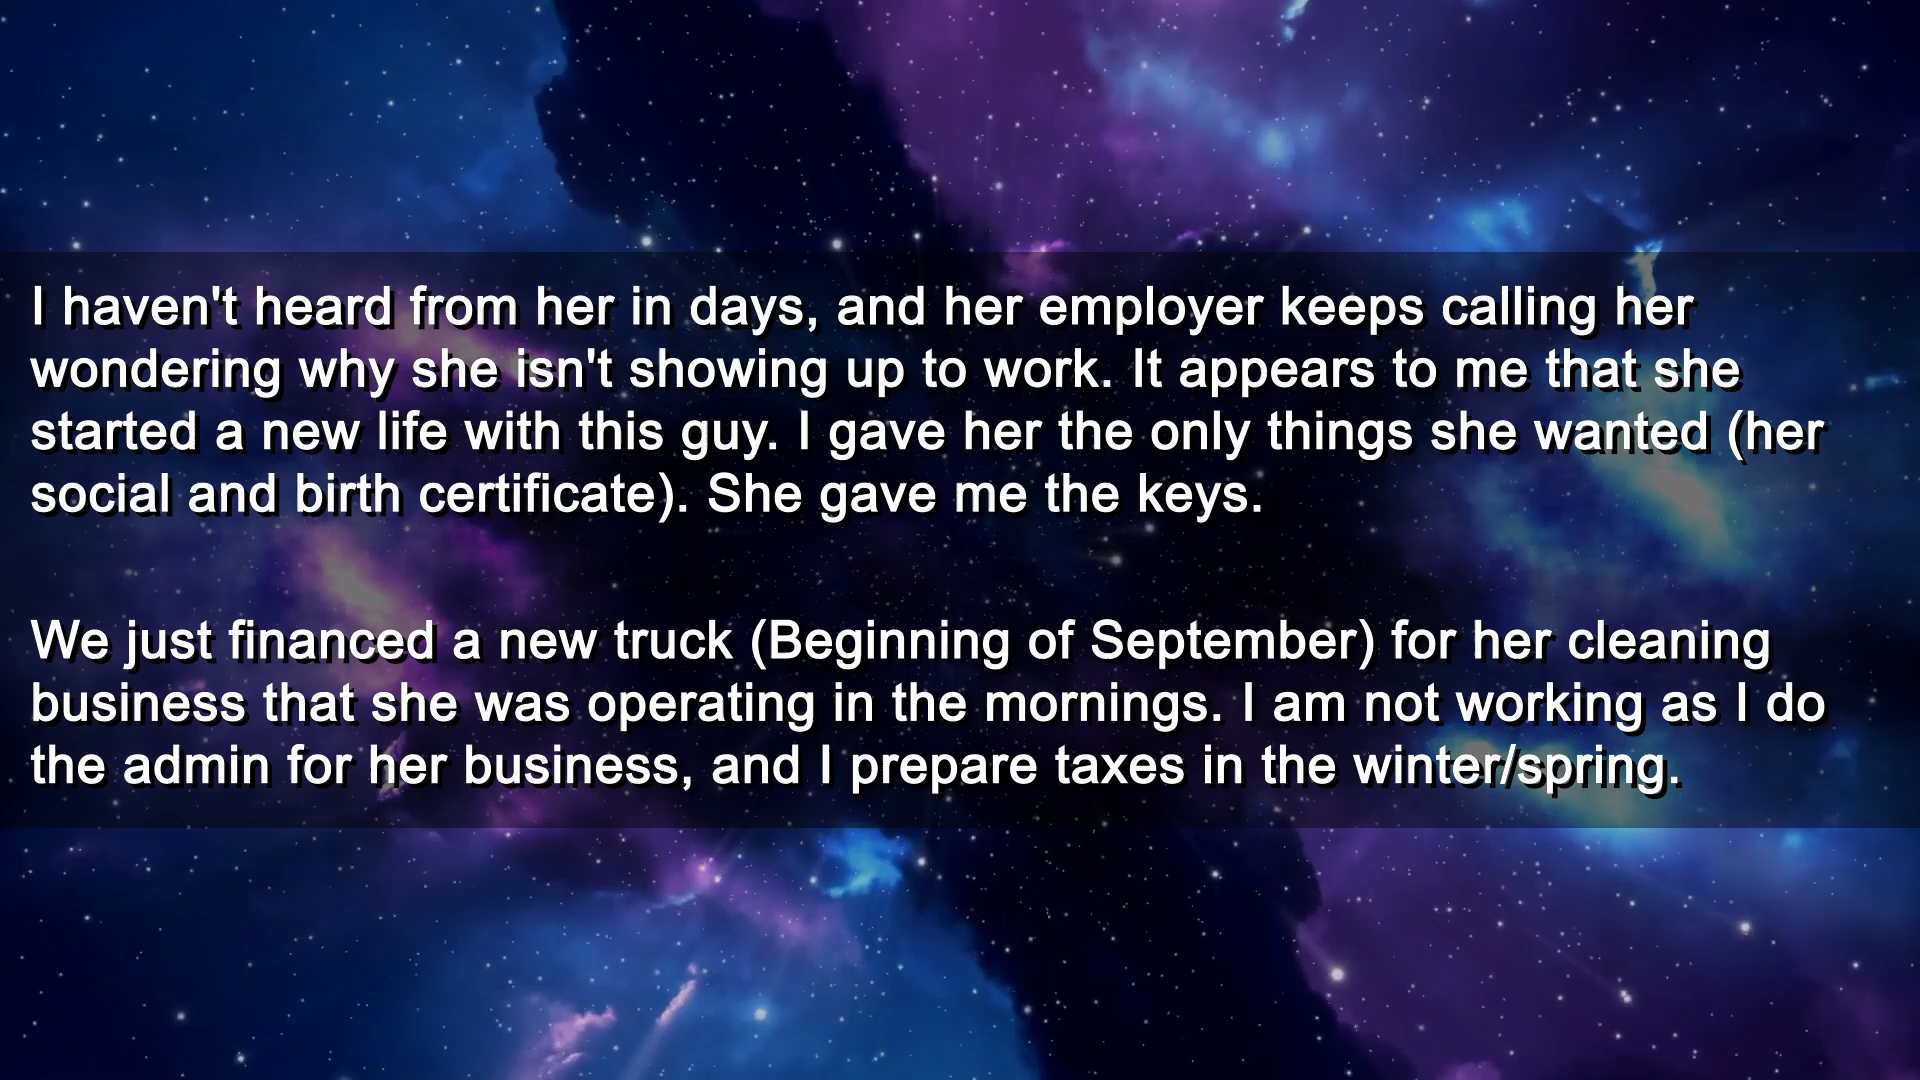 I haven't heard from her in days, and her employer keeps calling her
wondering why she isn't showing up to work. It appears to me that she
started a new life with this guy. I gave her the only things she wanted (her
social and birth certificate). She gave me the keys.
We just financed a new truck (Beginning of September) for her cleaning
business that she was operating in the mornings. I am not working as I do
the admin for her business, and I prepare taxes in the winter/spring.